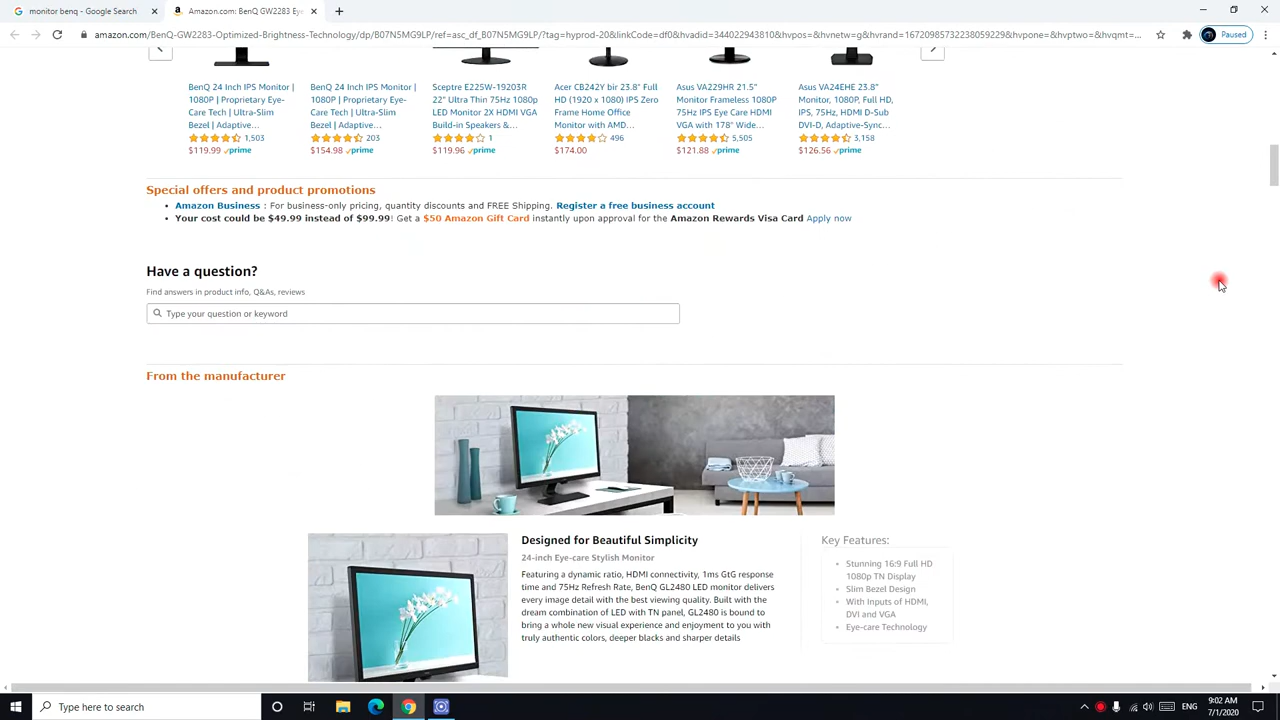 monitor benq - Google Search
Amazon.com: BenQ GW2283 Eye
amazon.com/BenQ-GW2283-Optimized-Brightness-Technology/dp/B07N5MG9LP/ref=asc_df_B07N5MG9LP/?tag=hyprod-20&linkCode=df0&hvadid=344022943810&hvpos=&hvnetw=g&hvrand=16720985732238059229&hvpone=&hvptwo=&hvqmt=...
Paused
BenQ 24 Inch IPS Monitor |
1080P | Proprietary Eye-
Care Tech | Ultra-Slim
Bezel | Adaptive...
1,503
$119.99 prime
BenQ 24 Inch IPS Monitor |
1080P | Proprietary Eye-
Care Tech | Ultra-Slim
Bezel | Adaptive...
203
$154.98 prime
Sceptre E225W-19203R
22" Ultra Thin 75Hz 1080p
LED Monitor 2X HDMI VGA
Build-in Speakers &...
1
$119.96 prime
Acer CB242Y bir 23.8" Full
HD (1920 x 1080) IPS Zero
Frame Home Office
Monitor with AMD...
496
$174.00
Asus VA229HR 21.5"
Monitor Frameless 1080P
75Hz IPS Eye Care HDMI
VGA with 178° Wide...
5,505
$121.88 prime
Asus VA24EHE 23.8"
Monitor, 1080P, Full HD,
IPS, 75Hz, HDMI D-Sub
DVI-D, Adaptive-Sync...
3,158
$126.56 prime
Special offers and product promotions
Amazon Business : For business-only pricing, quantity discounts and FREE Shipping. Register a free business account
Your cost could be $49.99 instead of $99.99! Get a $50 Amazon Gift Card instantly upon approval for the Amazon Rewards Visa Card Apply now
Have a question?
Find answers in product info, Q&As, reviews
Type your question or keyword
From the manufacturer
Designed for Beautiful Simplicity
24-inch Eye-care Stylish Monitor
Featuring a dynamic ratio, HDMI connectivity, 1ms GtG response
time and 75Hz Refresh Rate, BenQ GL2480 LED monitor delivers
every image detail with the best viewing quality. Built with the
dream combination of LED with TN panel, GL2480 is bound to
bring a whole new visual experience and enjoyment to you with
truly authentic colors, deeper blacks and sharper details
Key Features:
Stunning 16:9 Full HD
1080p TN Display
Slim Bezel Design
With Inputs of HDMI,
DVI and VGA
Eye-care Technology
Type here to search
ENG
9:02 AM
7/1/2020